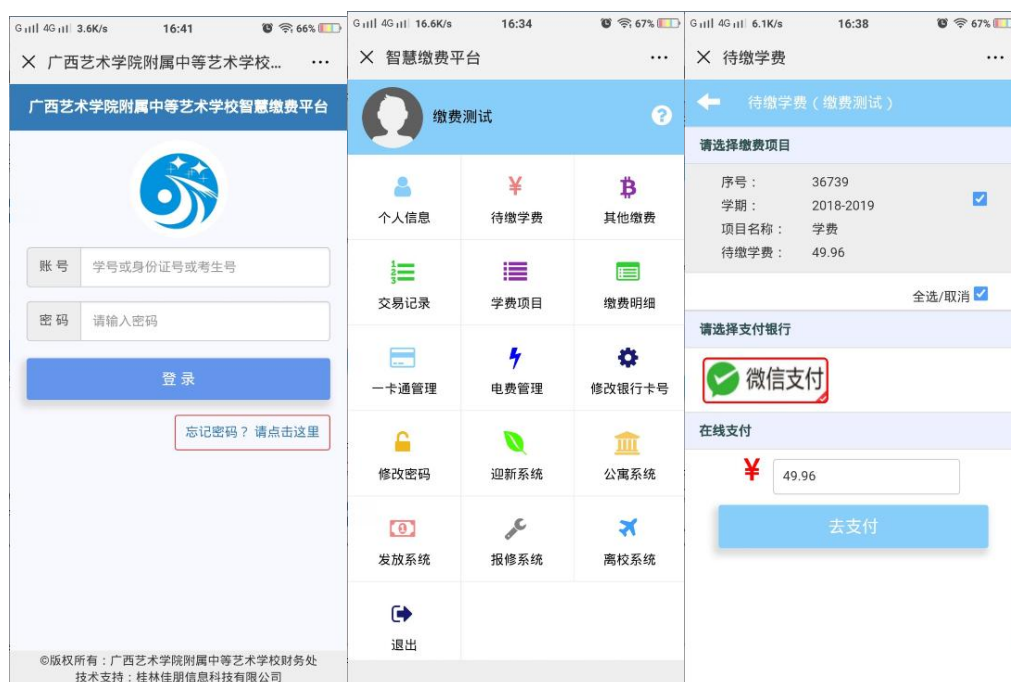 G 4G 3.6K/s 16:41 66%
广西艺术学院附属中等艺术学校... ...
广西艺术学院附属中等艺术学校智慧缴费平台
账号 学号或身份证号或考生号
密码 请输入密码
登录
忘记密码？请点击这里
©版权所有：广西艺术学院附属中等艺术学校财务处
技术支持：桂林佳朋信息科技有限公司
G 4G 16.6K/s 16:34 67%
智慧缴费平台 ...
缴费测试 ?
个人信息 待缴学费 其他缴费
交易记录 学费项目 缴费明细
一卡通管理 电费管理 修改银行卡号
修改密码 迎新系统 公寓系统
发放系统 报修系统 离校系统
退出
G 4G 6.1K/s 16:38 67%
待缴学费 ...
待缴学费（缴费测试）
请选择缴费项目
序号： 36739
学期： 2018-2019
项目名称： 学费
待缴学费： 49.96
全选/取消
请选择支付银行
微信支付
在线支付
¥ 49.96
去支付